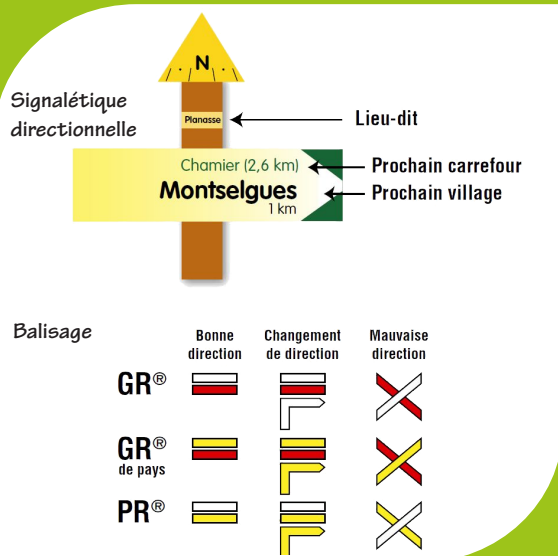 N
Signalétique
directionnelle
Planasse
Lieu-dit
Chamier (2,6 km)
Prochain carrefour
Montselgues
Prochain village
1 km
Balisage
Bonne
direction
Changement
de direction
Mauvaise
direction
GR®
GR®
de pays
PR®